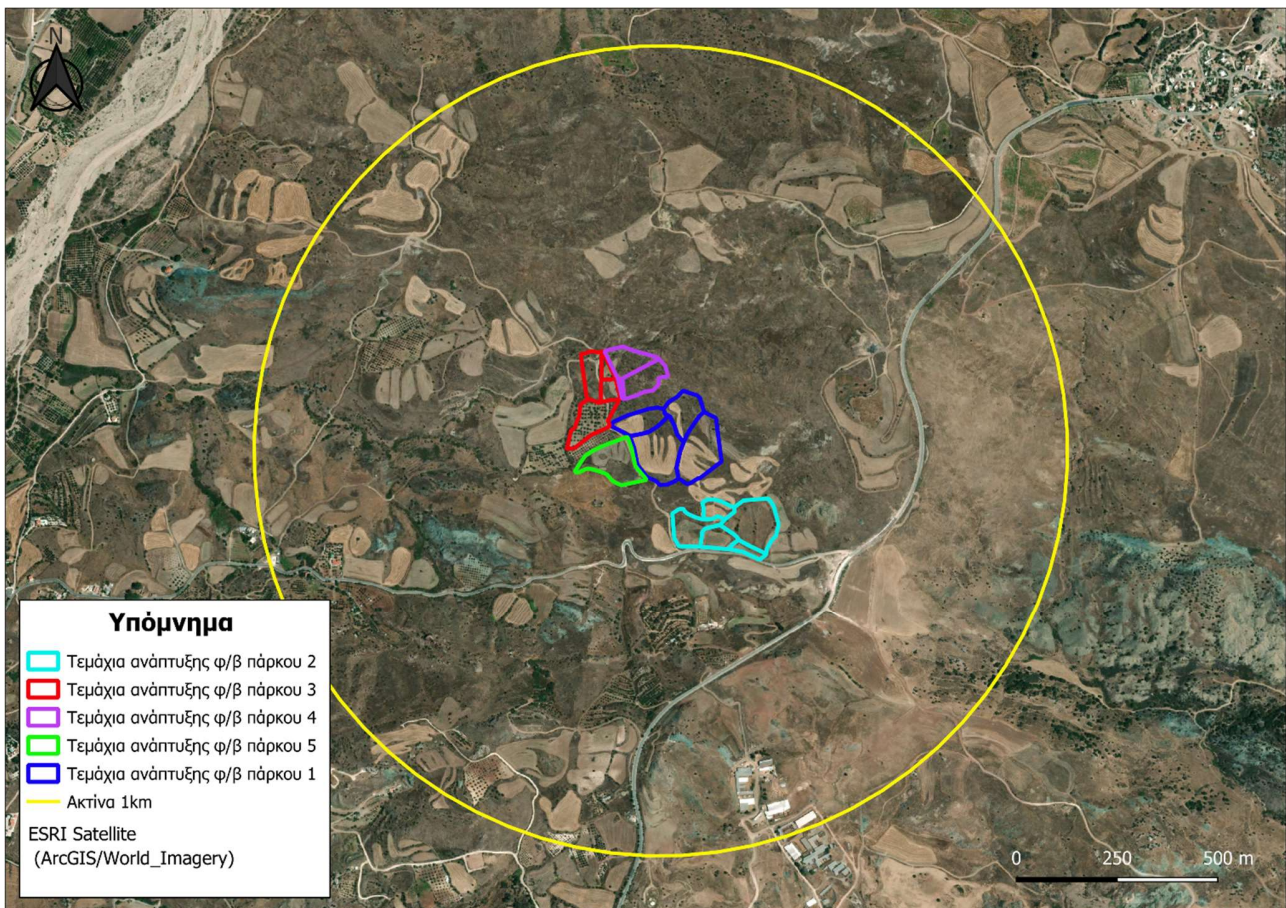 N
Υπόμνημα
Τεμάχια ανάπτυξης φ/β πάρκου 2
Τεμάχια ανάπτυξης φ/β πάρκου 3
Τεμάχια ανάπτυξης φ/β πάρκου 4
Τεμάχια ανάπτυξης φ/β πάρκου 5
Τεμάχια ανάπτυξης φ/β πάρκου 1
Ακτίνα 1km
ESRI Satellite
(ArcGIS/World_Imagery)
0 250 500 m